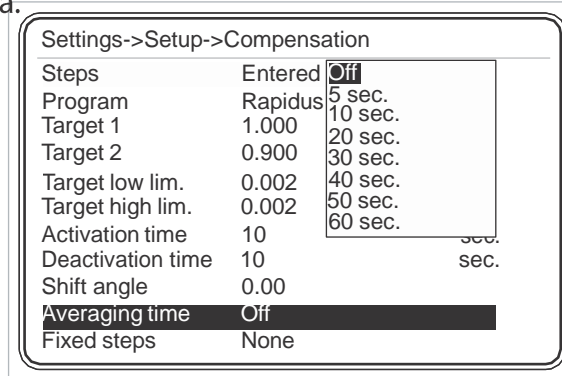 a.
Settings->Setup->Compensation
Steps Entered Off
Program Rapidus 5 sec.
10 sec.
Target 1 1.000 20 sec.
Target 2 0.900 30 sec.
Target low lim. 0.002 40 sec.
Target high lim. 0.002 50 sec.
60 sec.
Activation time 10 sec.
Deactivation time 10 sec.
Shift angle 0.00
Averaging time Off
Fixed steps None